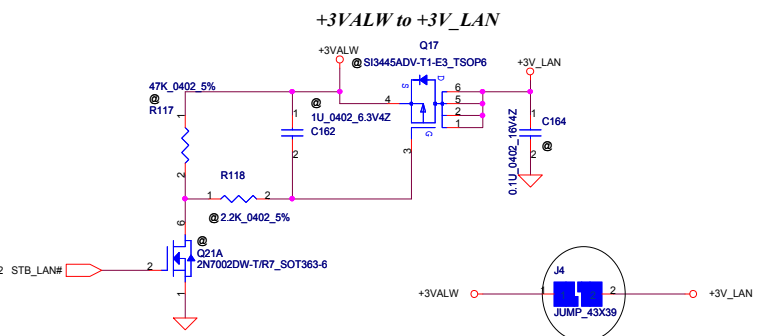 +3VALW to +3V_LAN
+3VALW
Q17
@ SI3445ADV-T1-E3_TSOP6
+3V_LAN
47K_0402_5%
@
R117
1
2
@
1U_0402_6.3V4Z
C162
1
2
4
S
D
G
3
6
5
2
1
0.1U_0402_16V4Z
1
2
C164
@
R118
1
2
@ 2.2K_0402_5%
6
@
Q21A
2N7002DW-T/R7_SOT363-6
2 STB_LAN#
2
1
J4
+3VALW
1
1
2
2
+3V_LAN
JUMP_43X39